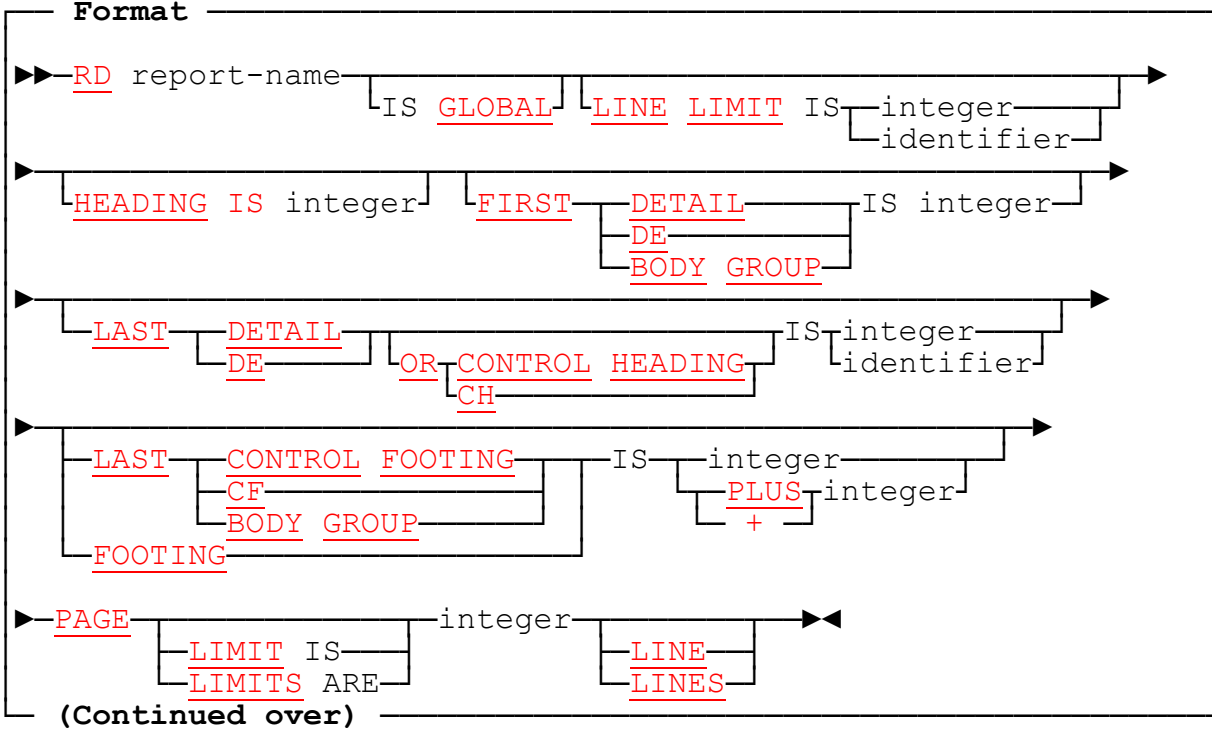 Format
RD report-name
IS GLOBAL LINE LIMIT IS integer
identifier
HEADING IS integer FIRST DETAIL IS integer
DE
BODY GROUP
LAST DETAIL IS integer
DE OR CONTROL HEADING identifier
CH
LAST CONTROL FOOTING IS integer
CF PLUS integer
BODY GROUP +
FOOTING
PAGE integer
LIMIT IS LINE
LIMITS ARE LINES
(Continued over)